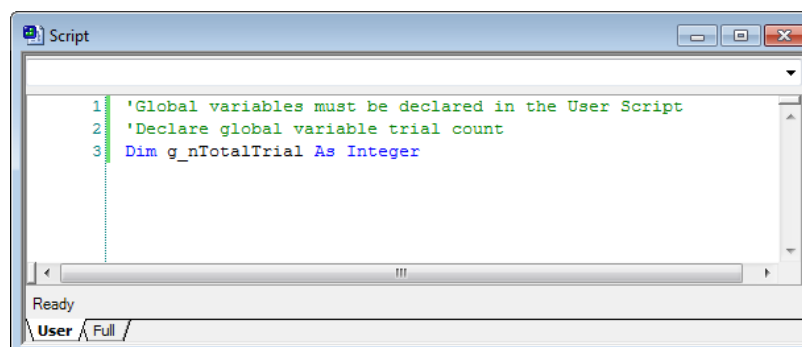 Script
1 'Global variables must be declared in the User Script
2 'Declare global variable trial count
3 Dim g_nTotalTrial As Integer
Ready
User Full